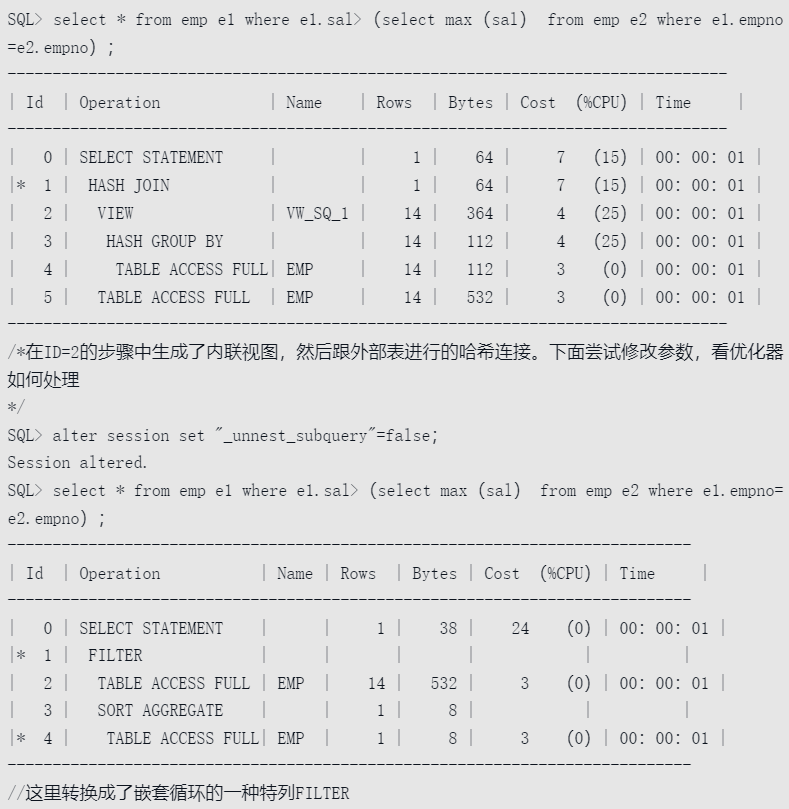 SQL> select * from emp e1 where e1.sal> (select max (sal)  from emp e2 where e1.empno
=e2.empno) ;
--------------------------------------------------------------------------------
| Id  | Operation            | Name    | Rows  | Bytes | Cost  (%CPU) | Time     |
--------------------------------------------------------------------------------
|   0 | SELECT STATEMENT     |         |     1 |    64 |     7   (15) | 00: 00: 01 |
|*  1 |  HASH JOIN           |         |     1 |    64 |     7   (15) | 00: 00: 01 |
|   2 |   VIEW               | VW_SQ_1 |    14 |   364 |     4   (25) | 00: 00: 01 |
|   3 |    HASH GROUP BY     |         |    14 |   112 |     4   (25) | 00: 00: 01 |
|   4 |     TABLE ACCESS FULL| EMP     |    14 |   112 |     3    (0) | 00: 00: 01 |
|   5 |   TABLE ACCESS FULL  | EMP     |    14 |   532 |     3    (0) | 00: 00: 01 |
--------------------------------------------------------------------------------
/*在ID=2的步骤中生成了内联视图，然后跟外部表进行的哈希连接。下面尝试修改参数，看优化器
如何处理
*/
SQL> alter session set "_unnest_subquery"=false;
Session altered.
SQL> select * from emp e1 where e1.sal> (select max (sal)  from emp e2 where e1.empno=
e2.empno) ;
----------------------------------------------------------------------------
| Id  | Operation           | Name | Rows  | Bytes | Cost  (%CPU) | Time     |
----------------------------------------------------------------------------
|   0 | SELECT STATEMENT    |      |     1 |    38 |    24    (0) | 00: 00: 01 |
|*  1 |  FILTER             |      |       |       |            |          |
|   2 |   TABLE ACCESS FULL | EMP  |    14 |   532 |     3    (0) | 00: 00: 01 |
|   3 |   SORT AGGREGATE    |      |     1 |     8 |            |          |
|*  4 |    TABLE ACCESS FULL| EMP  |     1 |     8 |     3    (0) | 00: 00: 01 |
----------------------------------------------------------------------------
//这里转换成了嵌套循环的一种特列FILTER